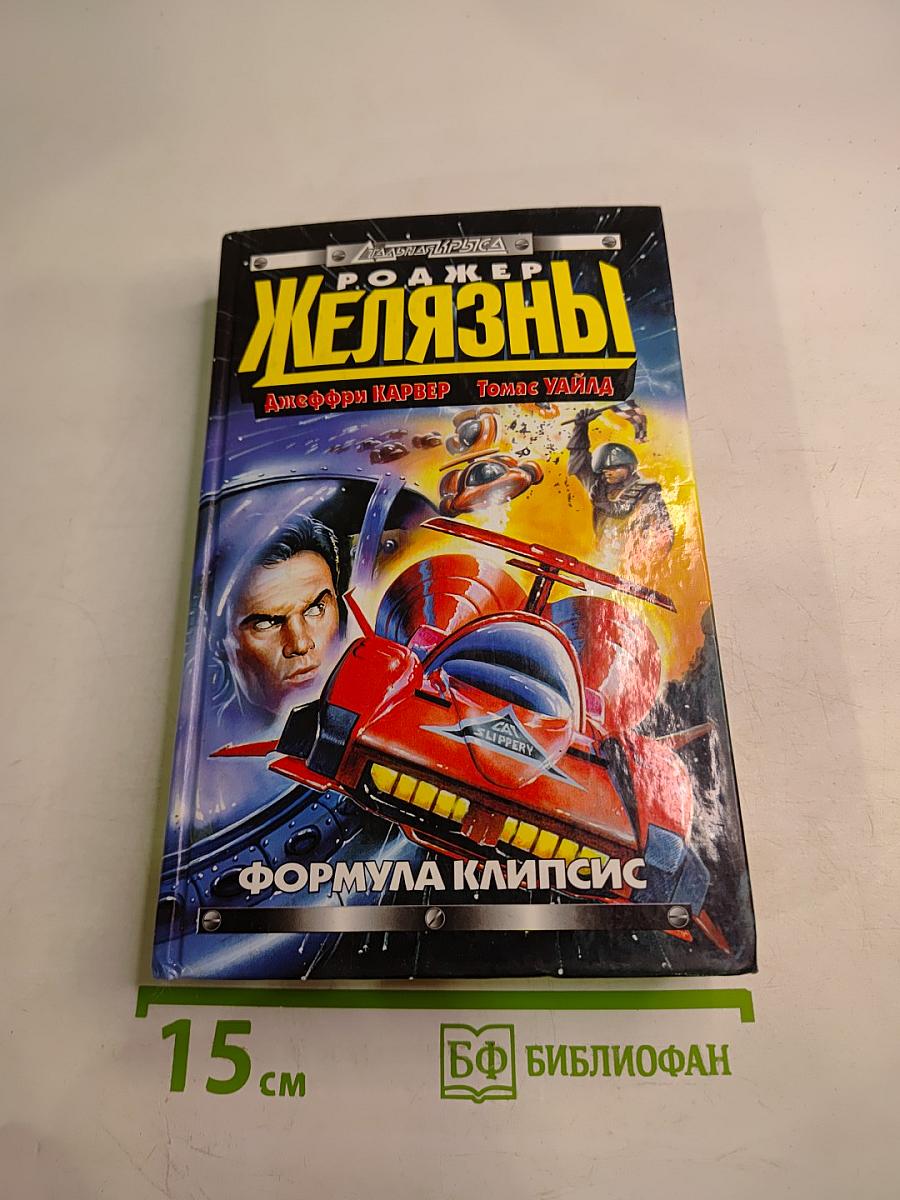 Стальная Крыса
РОДЖЕР
ЖЕЛЯЗНЫ
Джеффри КАРВЕР Томас УАЙЛД
SLIPPERY
ФОРМУЛА КЛИПСИС
15 см
БФ БИБЛИОФАН